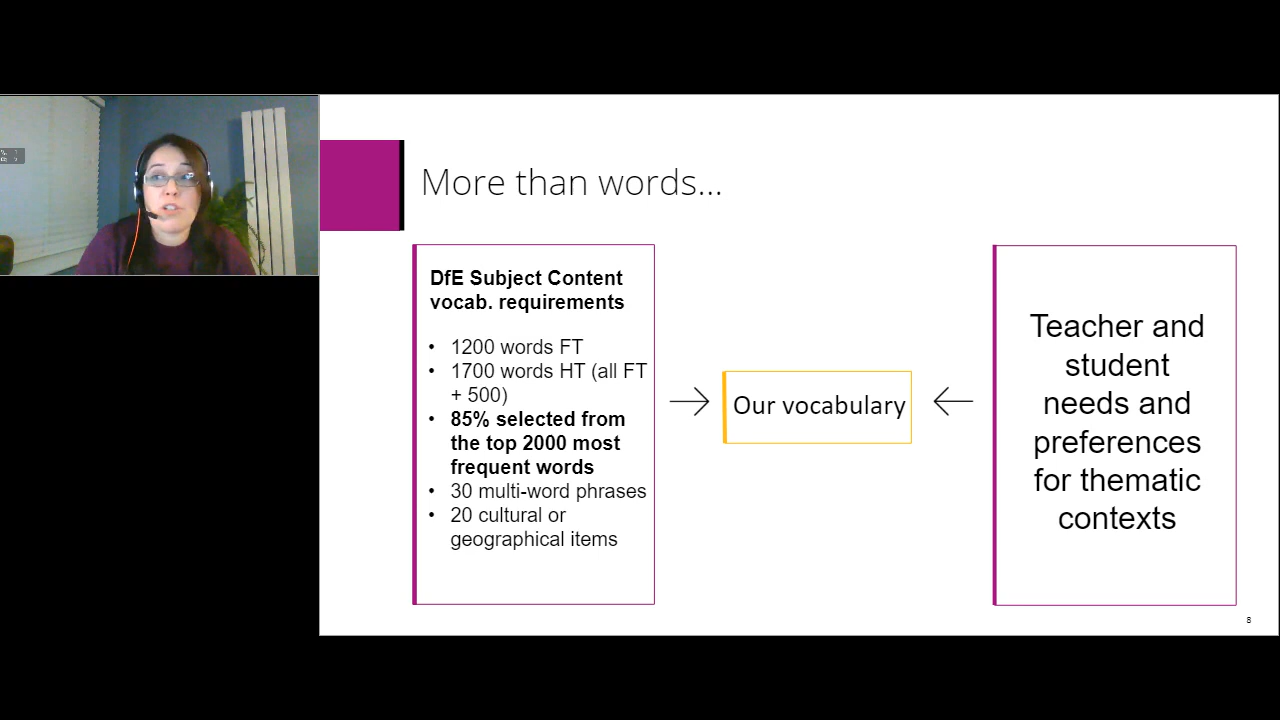 More than words...
DfE Subject Content
vocab. requirements
• 1200 words FT
• 1700 words HT (all FT
+ 500)
• 85% selected from
the top 2000 most
frequent words
• 30 multi-word phrases
• 20 cultural or
geographical items
Our vocabulary
Teacher and
student
needs and
preferences
for thematic
contexts
8